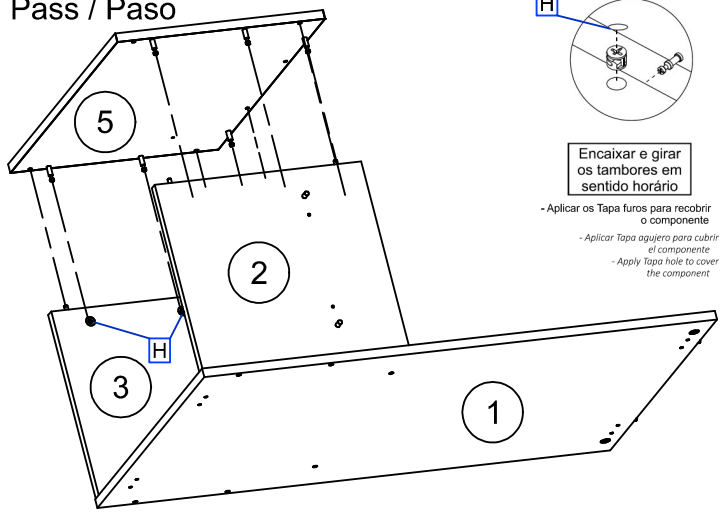 Pass / Paso
H
5
Encaixar e girar
os tambores em
sentido horário
- Aplicar os Tapa furos para recobrir
o componente
- Aplicar Tapa agujero para cubrir
el componente
- Apply Tapa hole to cover
the component
2
H
3
1